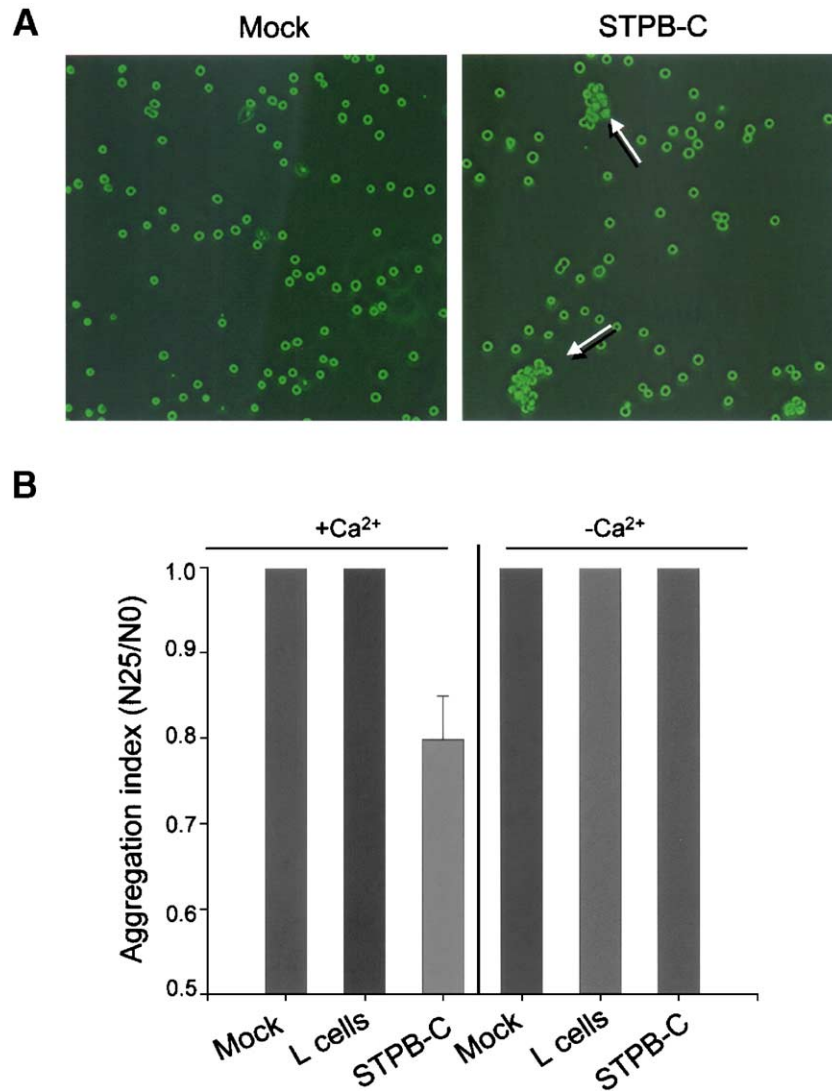 A
Mock STPB-C
B
+Ca²⁺ -Ca²⁺
Aggregation index (N25/N0)
1.0
0.9
0.8
0.7
0.6
0.5
Mock L cells STPB-C Mock L cells STPB-C